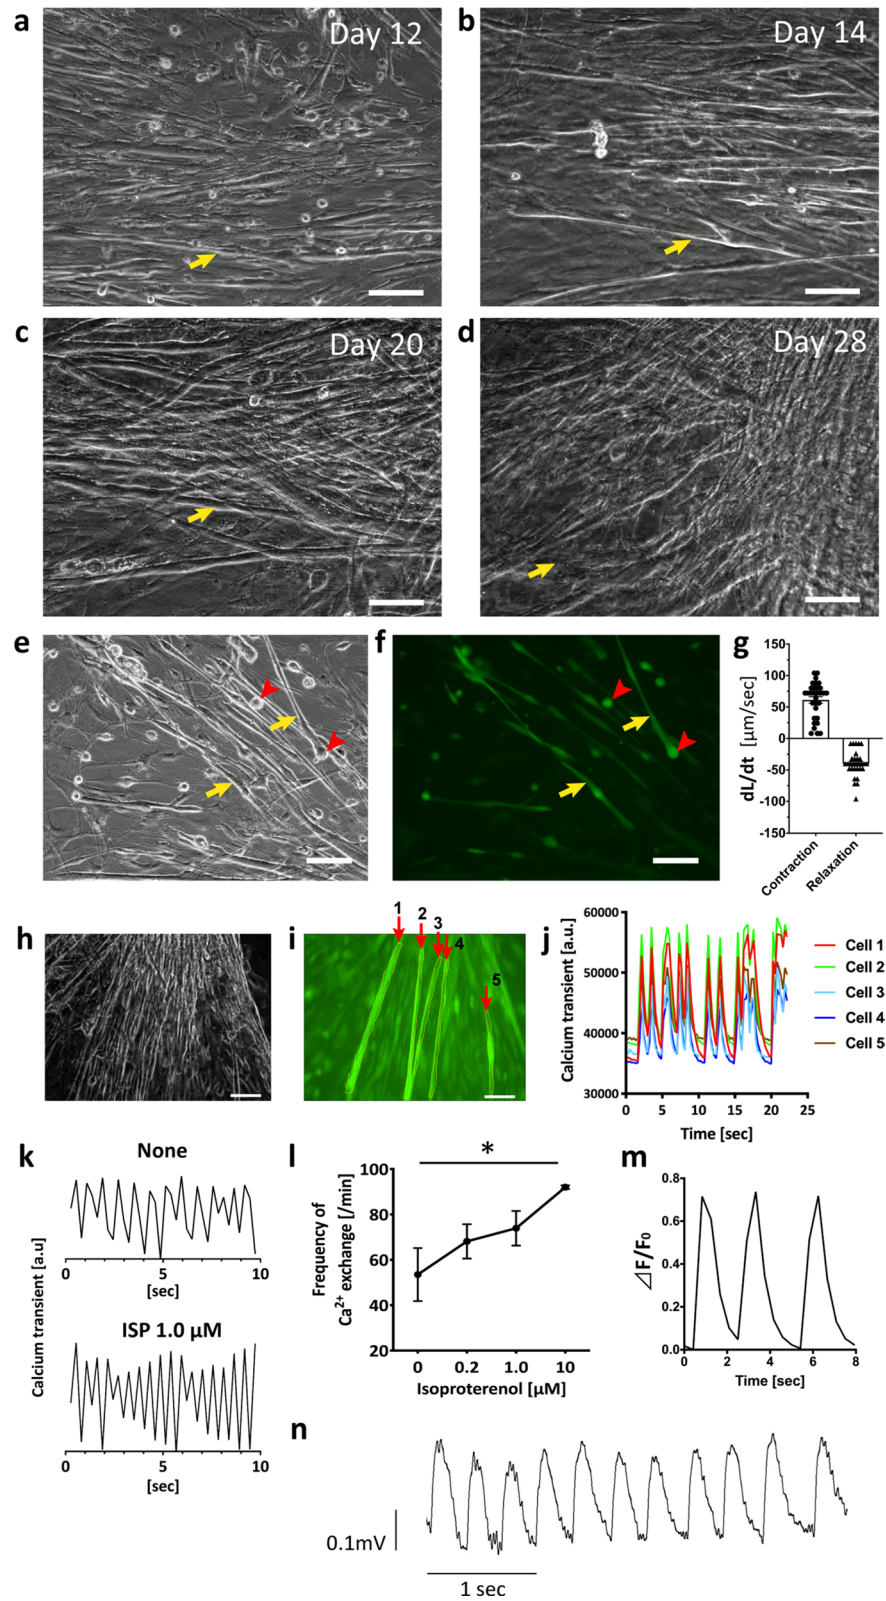 a
Day 12
b
Day 14
c
Day 20
d
Day 28
e
f
g
150
100
50
0
-50
-100
-150
dL/dt [μm/sec]
Contraction
Relaxation
h
i
1
2
3
4
5
j
60000
50000
40000
30000
Calcium transient [a.u.]
0 5 10 15 20 25
Time [sec]
Cell 1
Cell 2
Cell 3
Cell 4
Cell 5
k
None
0 5 10
[sec]
ISP 1.0 μM
0 5 10
[sec]
Calcium transient [a.u]
l
*
100
80
60
40
20
Frequency of
Ca²⁺ exchange [/min]
0 0.2 1.0 10
Isoproterenol [μM]
m
0.8
0.6
0.4
0.2
0.0
⊿F/F₀
0 2 4 6 8
Time [sec]
n
0.1mV
1 sec